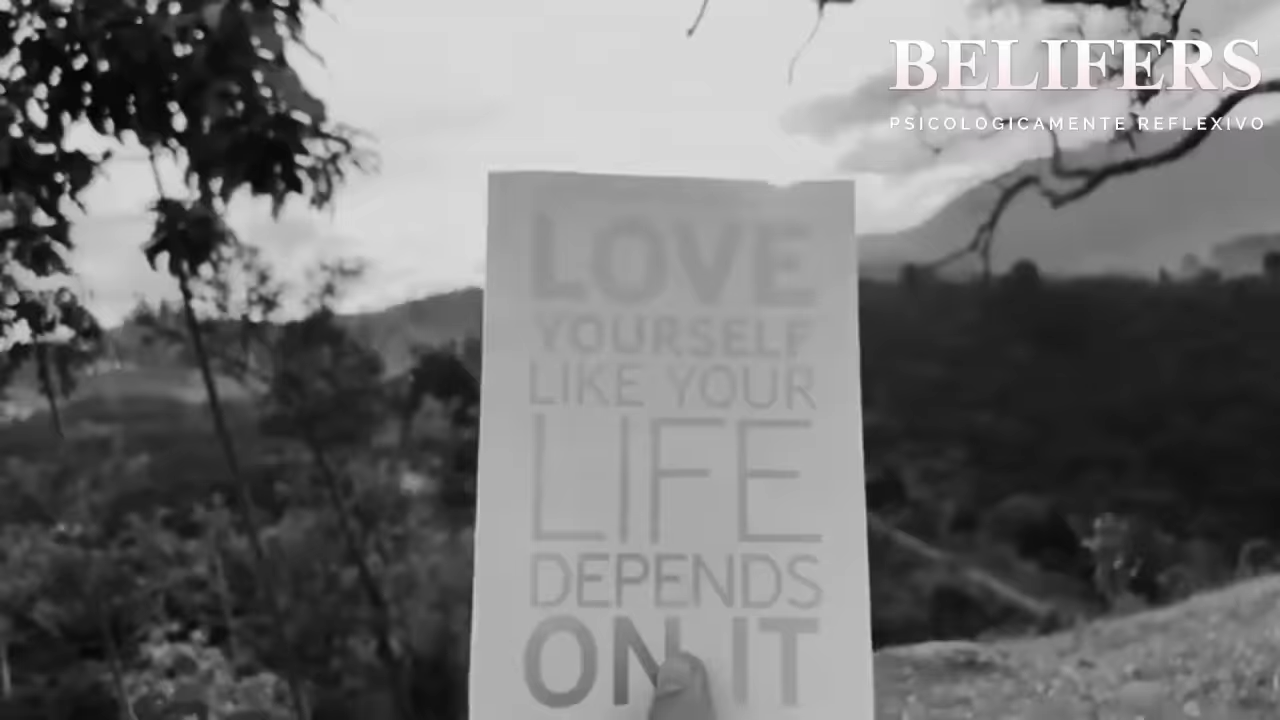 BELIFERS
PSICOLOGICAMENTE REFLEXIVO
LOVE
YOURSELF
LIKE YOUR
LIFE
DEPENDS
ON IT